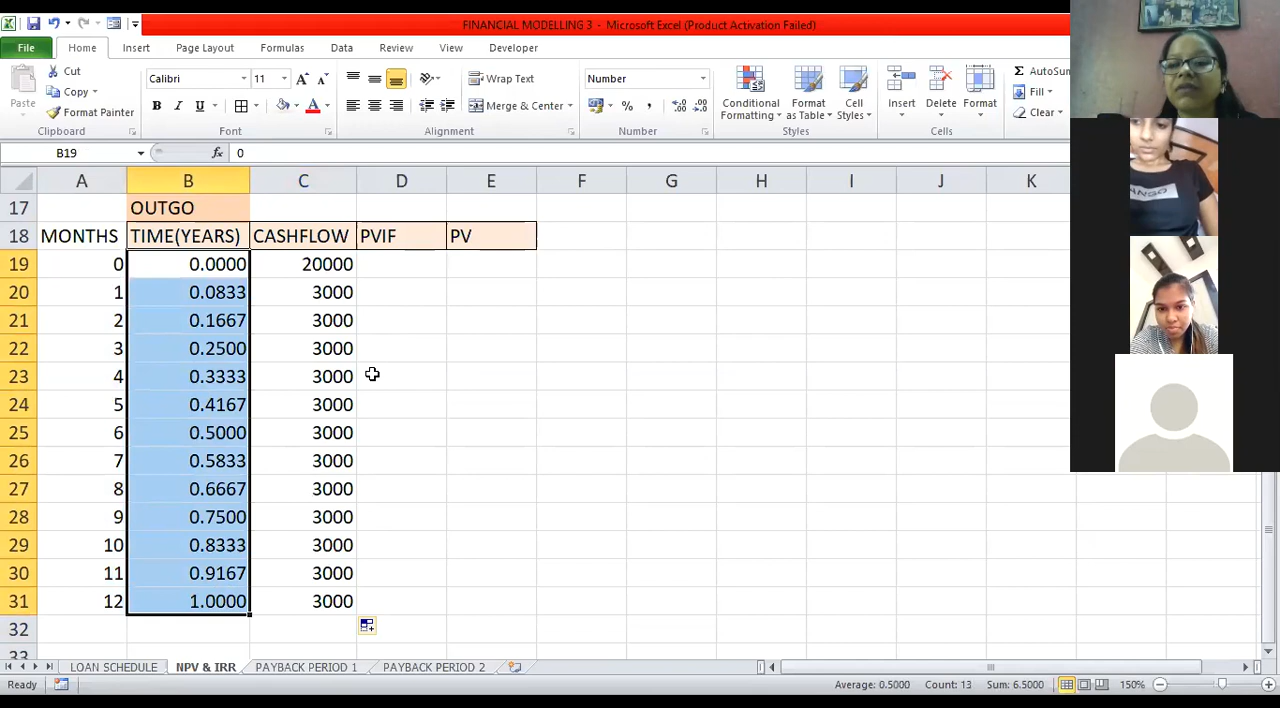 FINANCIAL MODELLING 3 - Microsoft Excel (Product Activation Failed)
File Home Insert Page Layout Formulas Data Review View Developer
Paste Cut Copy Format Painter Clipboard
Calibri 11 B I U A A A Font
Wrap Text Merge & Center Alignment
Number % , Number
Conditional Formatting Format as Table Cell Styles Styles
Insert Delete Format Cells
Σ AutoSum Fill Clear
B19 fx 0
A B C D E F G H I J K
17 OUTGO
18 MONTHS TIME(YEARS) CASHFLOW PVIF PV
19 0 0.0000 20000
20 1 0.0833 3000
21 2 0.1667 3000
22 3 0.2500 3000
23 4 0.3333 3000
24 5 0.4167 3000
25 6 0.5000 3000
26 7 0.5833 3000
27 8 0.6667 3000
28 9 0.7500 3000
29 10 0.8333 3000
30 11 0.9167 3000
31 12 1.0000 3000
32
33
LOAN SCHEDULE NPV & IRR PAYBACK PERIOD 1 PAYBACK PERIOD 2
Ready Average: 0.5000 Count: 13 Sum: 6.5000 150%